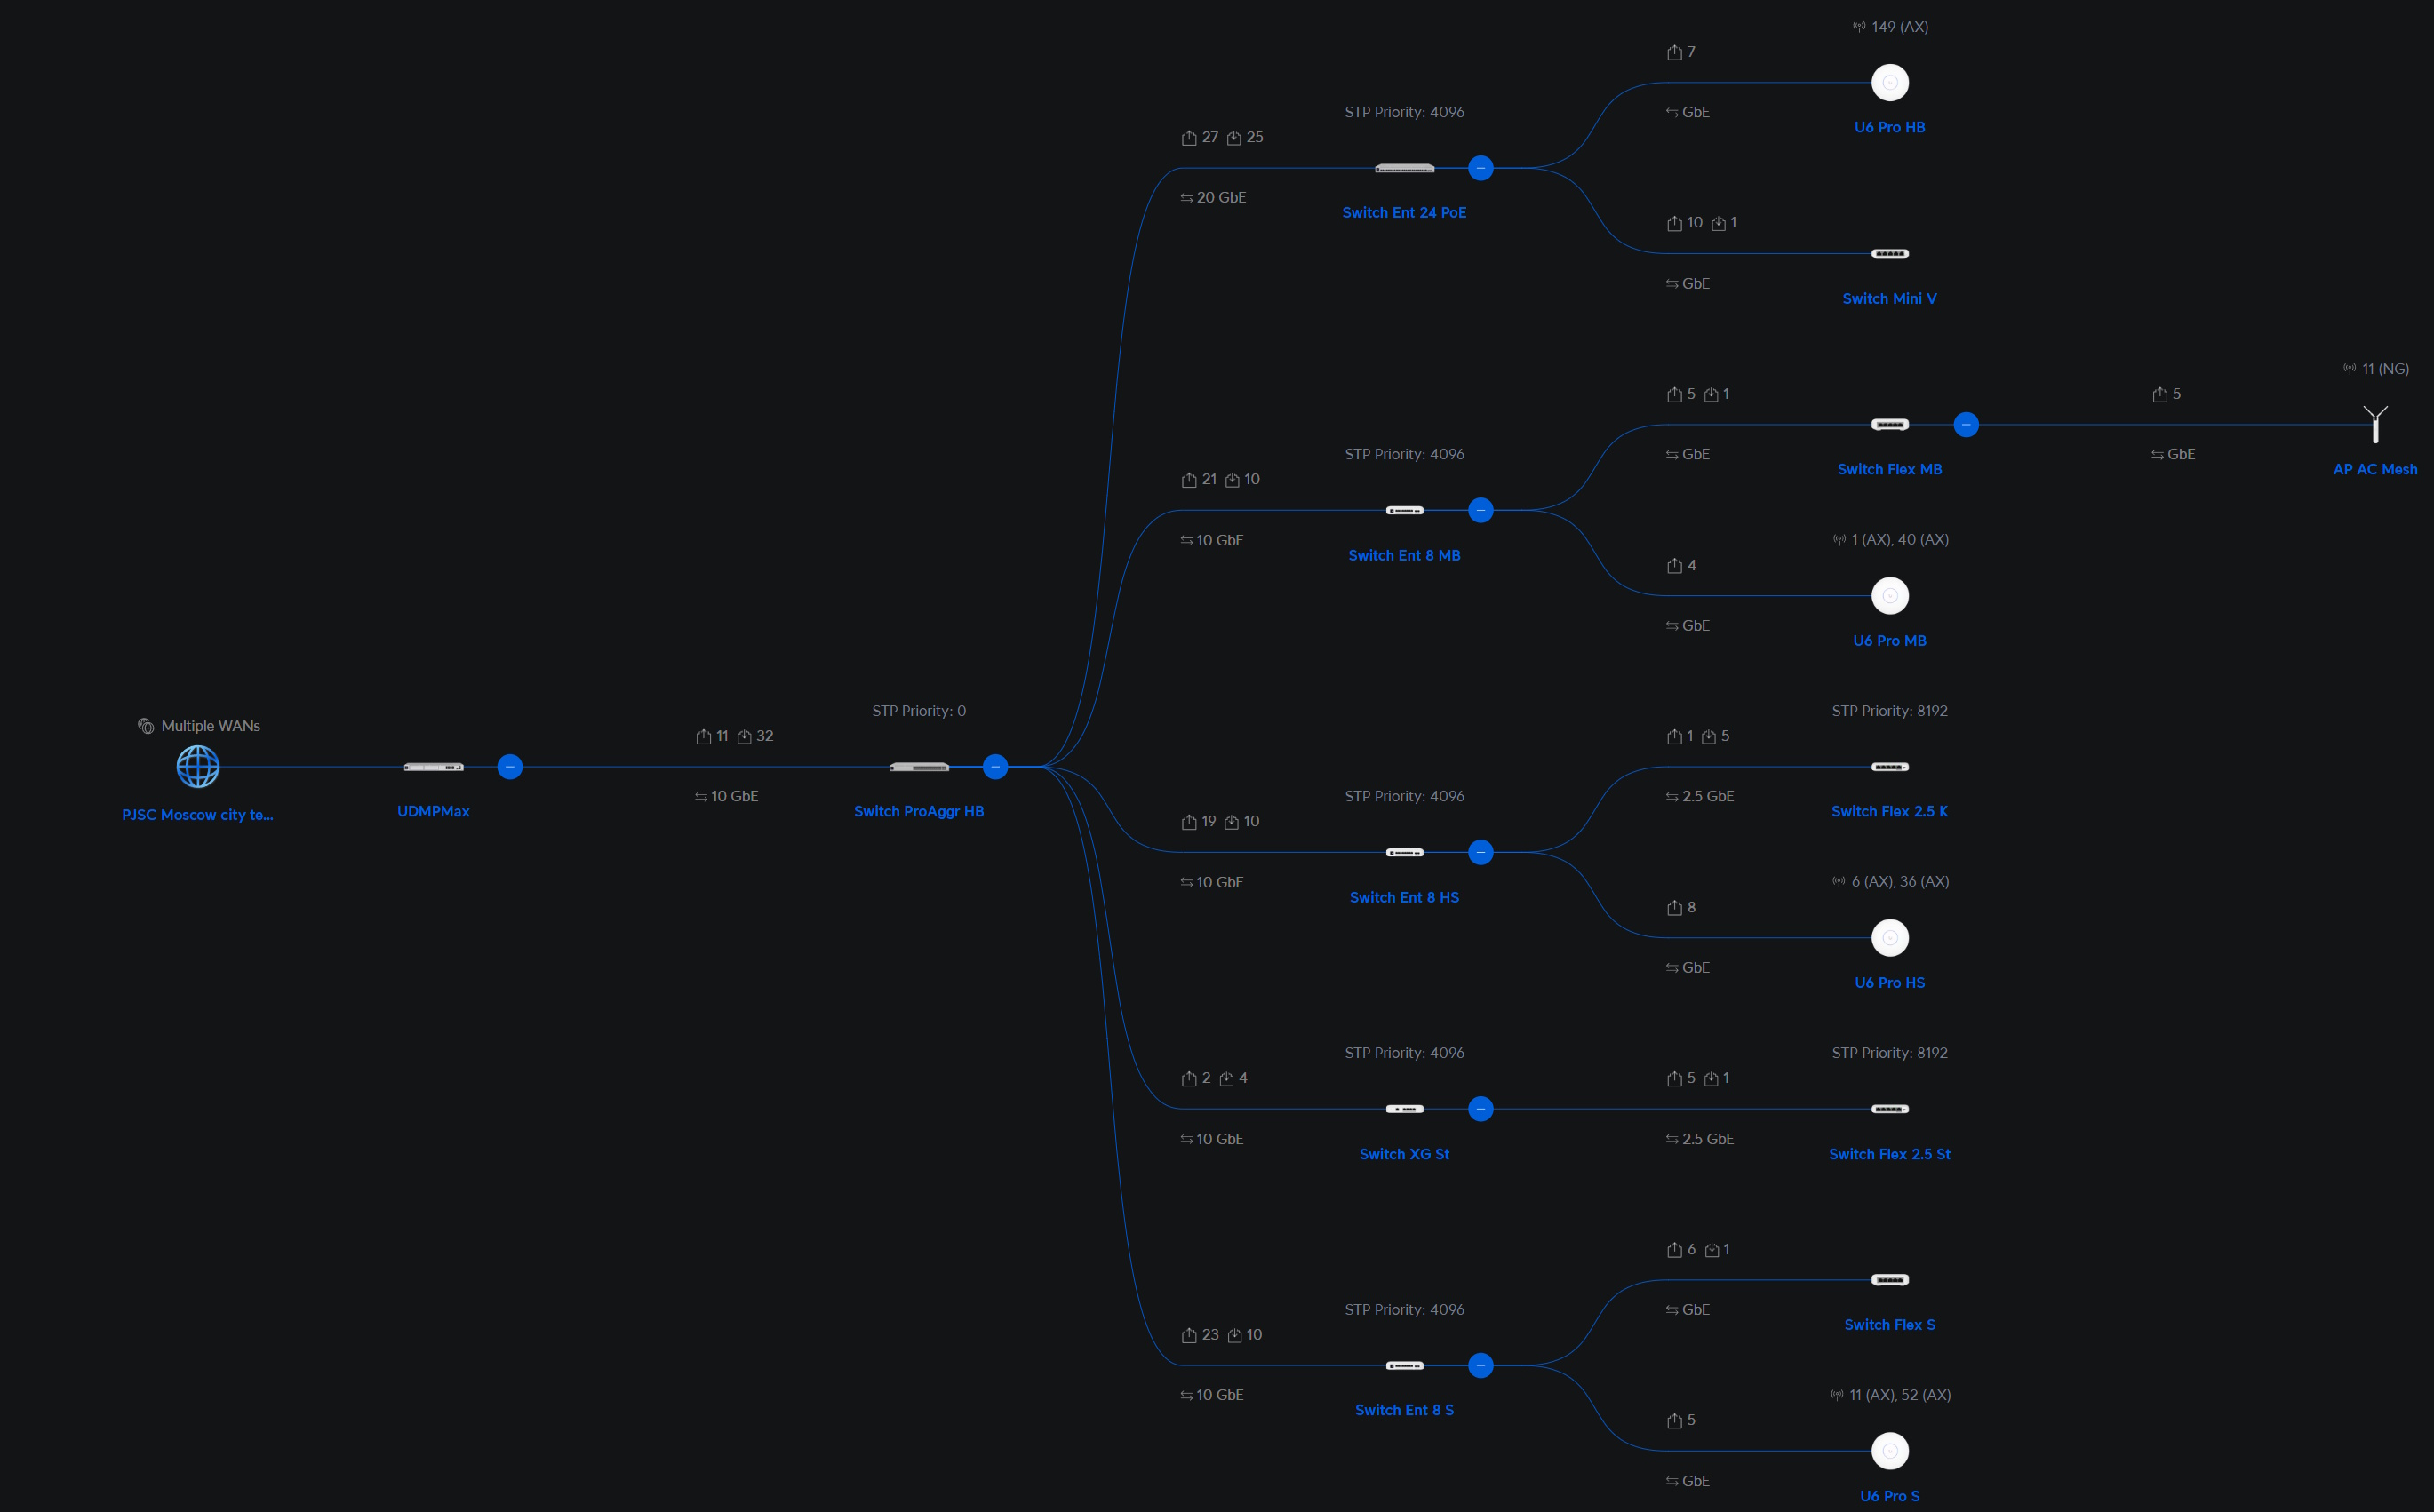 149 (AX)
7
GbE
U6 Pro HB
STP Priority: 4096
27 25
20 GbE
Switch Ent 24 PoE
10 1
GbE
Switch Mini V
11 (NG)
5 1
GbE
Switch Flex MB
5
GbE
AP AC Mesh
STP Priority: 4096
21 10
10 GbE
Switch Ent 8 MB
1 (AX), 40 (AX)
4
GbE
U6 Pro MB
Multiple WANs
PJSC Moscow city te...
UDMPMax
STP Priority: 0
11 32
10 GbE
Switch ProAggr HB
STP Priority: 8192
1 5
2.5 GbE
Switch Flex 2.5 K
STP Priority: 4096
19 10
10 GbE
Switch Ent 8 HS
6 (AX), 36 (AX)
8
GbE
U6 Pro HS
STP Priority: 4096
2 4
10 GbE
Switch XG St
STP Priority: 8192
5 1
2.5 GbE
Switch Flex 2.5 St
6 1
GbE
Switch Flex S
STP Priority: 4096
23 10
10 GbE
Switch Ent 8 S
11 (AX), 52 (AX)
5
GbE
U6 Pro S